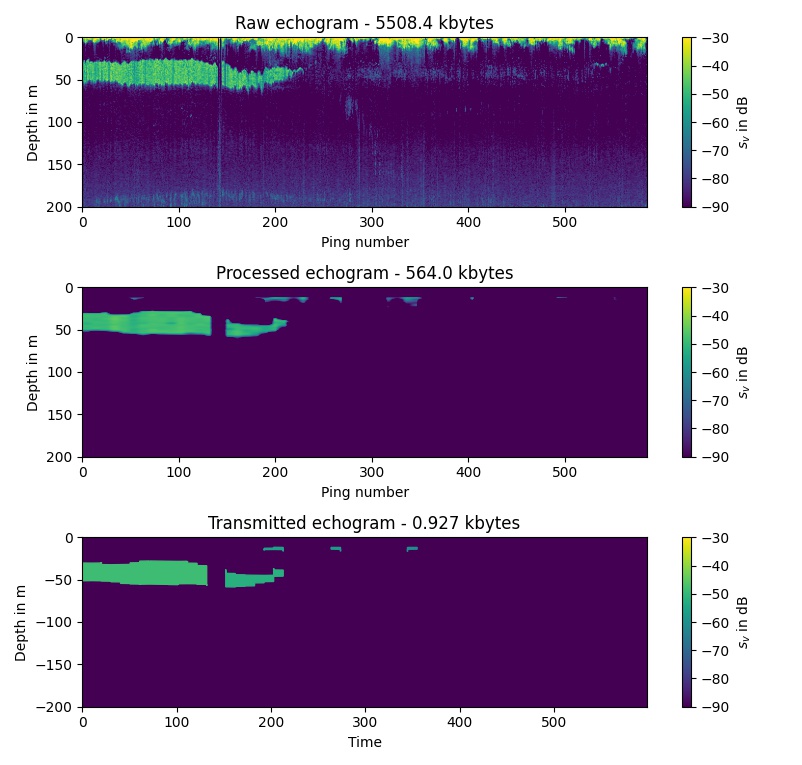 Raw echogram - 5508.4 kbytes
0
50
100
150
200
Depth in m
0 100 200 300 400 500
Ping number
−30
−40
−50
−60
−70
−80
−90
sv in dB
Processed echogram - 564.0 kbytes
0
50
100
150
200
Depth in m
0 100 200 300 400 500
Ping number
−30
−40
−50
−60
−70
−80
−90
sv in dB
Transmitted echogram - 0.927 kbytes
0
−50
−100
−150
−200
Depth in m
0 100 200 300 400 500
Time
−30
−40
−50
−60
−70
−80
−90
sv in dB